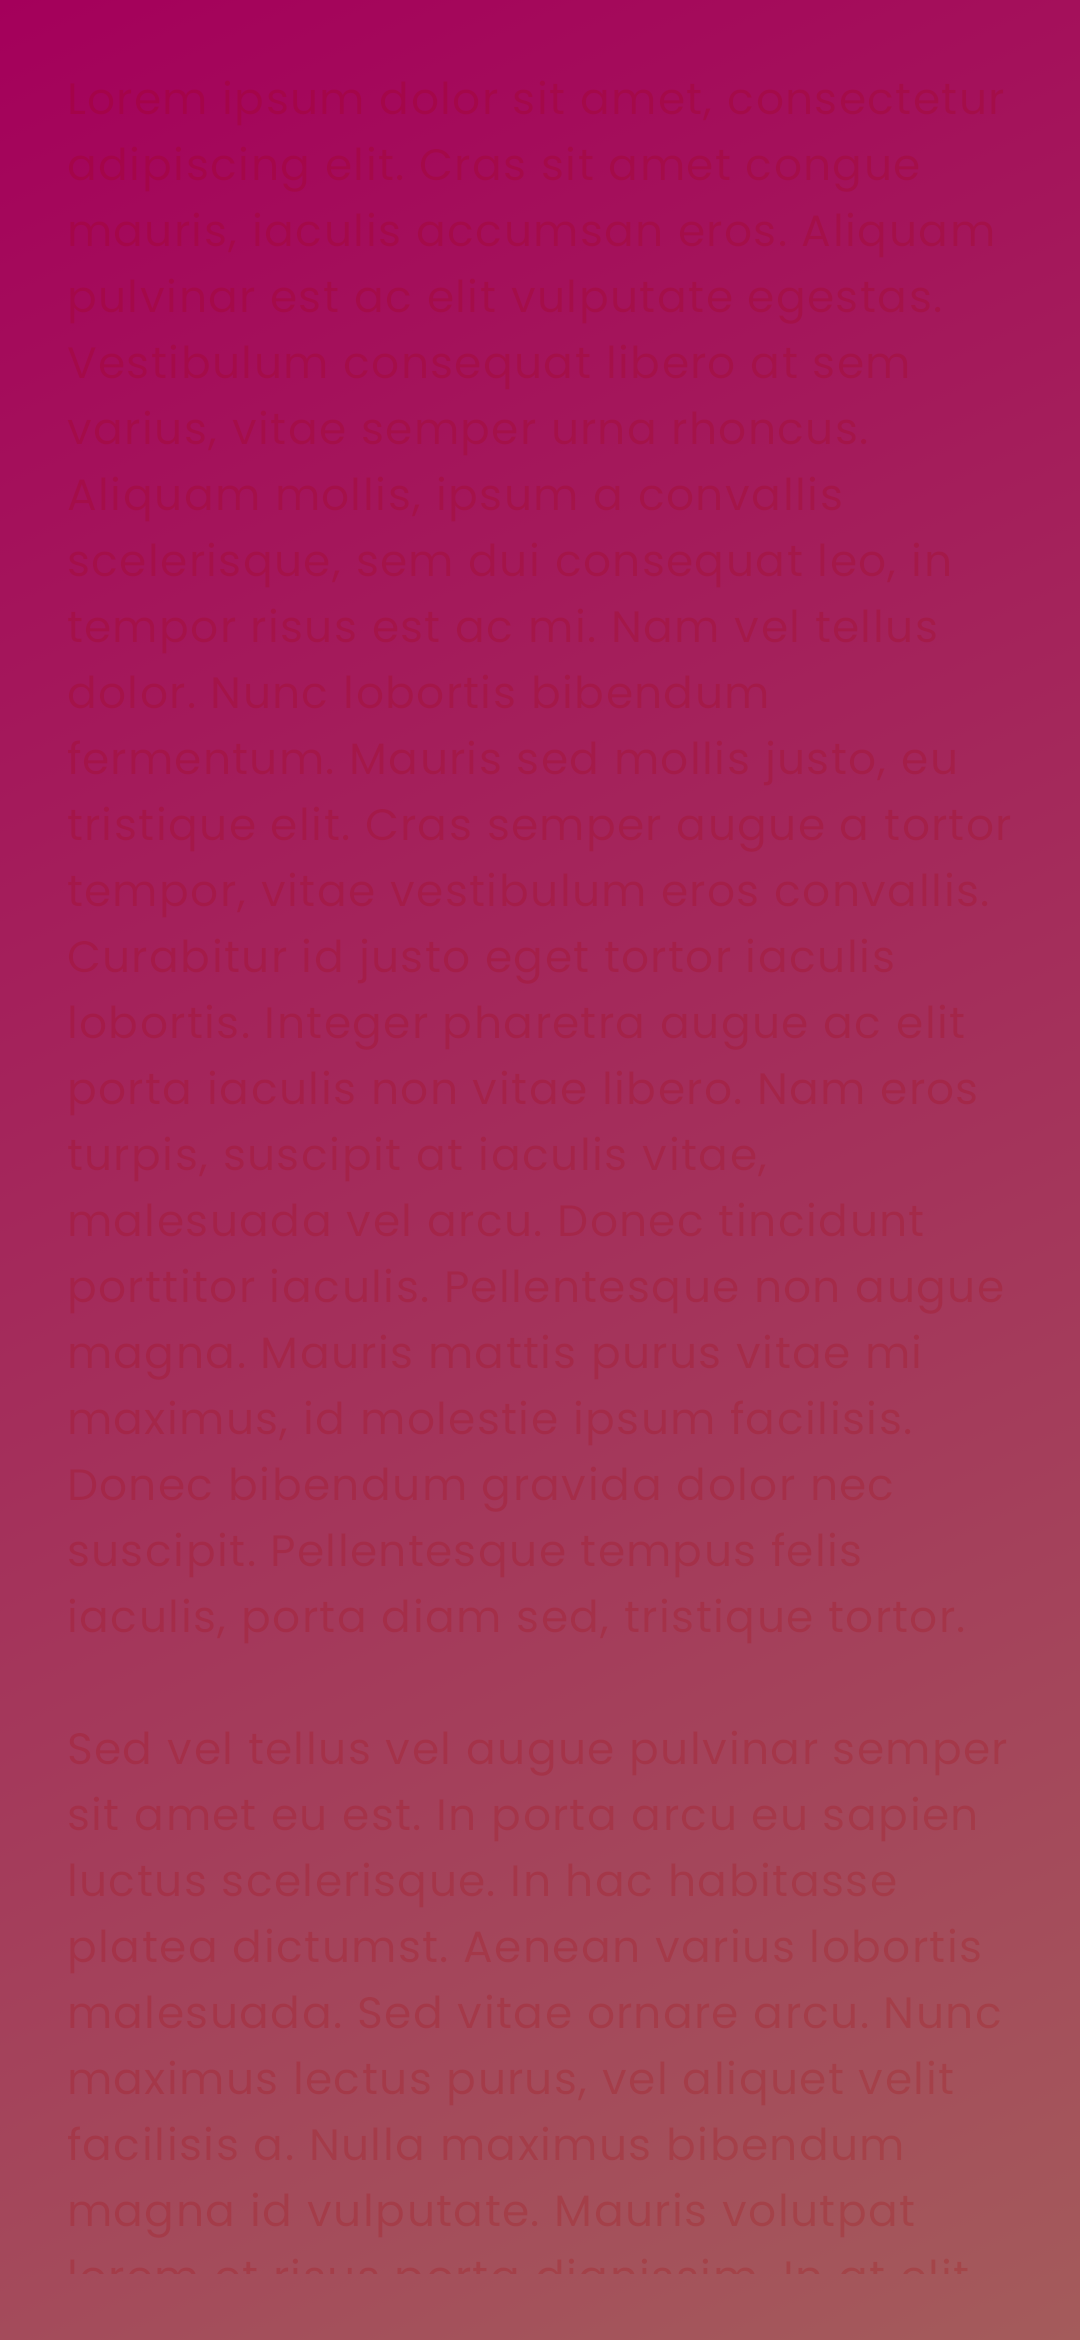 Lorem ipsum dolor sit amet, consectetur
adipiscing elit. Cras sit amet congue
mauris, iaculis accumsan eros. Aliquam
pulvinar est ac elit vulputate egestas.
Vestibulum consequat libero at sem
varius, vitae semper urna rhoncus.
Aliquam mollis, ipsum a convallis
scelerisque, sem dui consequat leo, in
tempor risus est ac mi. Nam vel tellus
dolor. Nunc lobortis bibendum
fermentum. Mauris sed mollis justo, eu
tristique elit. Cras semper augue a tortor
tempor, vitae vestibulum eros convallis.
Curabitur id justo eget tortor iaculis
lobortis. Integer pharetra augue ac elit
porta iaculis non vitae libero. Nam eros
turpis, suscipit at iaculis vitae,
malesuada vel arcu. Donec tincidunt
porttitor iaculis. Pellentesque non augue
magna. Mauris mattis purus vitae mi
maximus, id molestie ipsum facilisis.
Donec bibendum gravida dolor nec
suscipit. Pellentesque tempus felis
iaculis, porta diam sed, tristique tortor.
Sed vel tellus vel augue pulvinar semper
sit amet eu est. In porta arcu eu sapien
luctus scelerisque. In hac habitasse
platea dictumst. Aenean varius lobortis
malesuada. Sed vitae ornare arcu. Nunc
maximus lectus purus, vel aliquet velit
facilisis a. Nulla maximus bibendum
magna id vulputate. Mauris volutpat
lorem et risus porta dignissim. In at elit